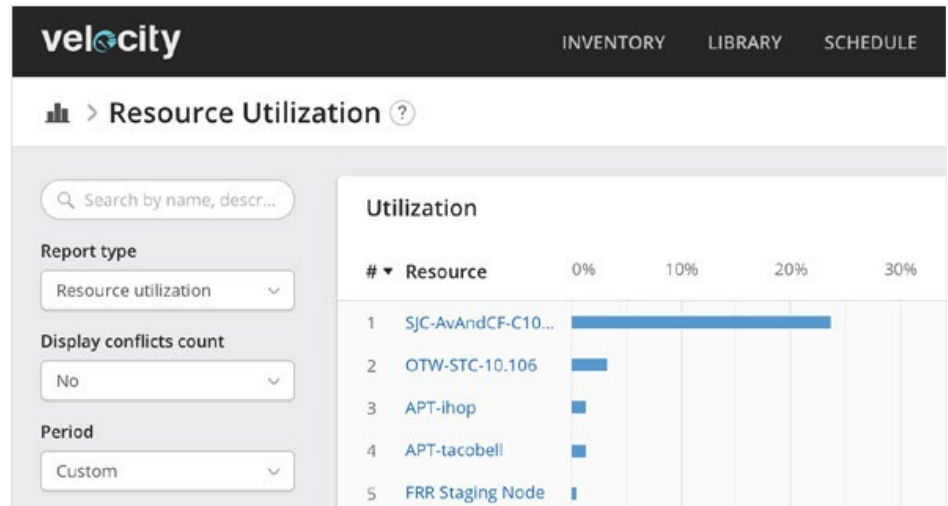 velocity
INVENTORY LIBRARY SCHEDULE
> Resource Utilization ?
Search by name, descr...
Report type
Resource utilization
Display conflicts count
No
Period
Custom
Utilization
# Resource 0% 10% 20% 30%
1 SJC-AvAndCF-C10...
2 OTW-STC-10.106
3 APT-ihop
4 APT-tacobell
5 FRR Staging Node